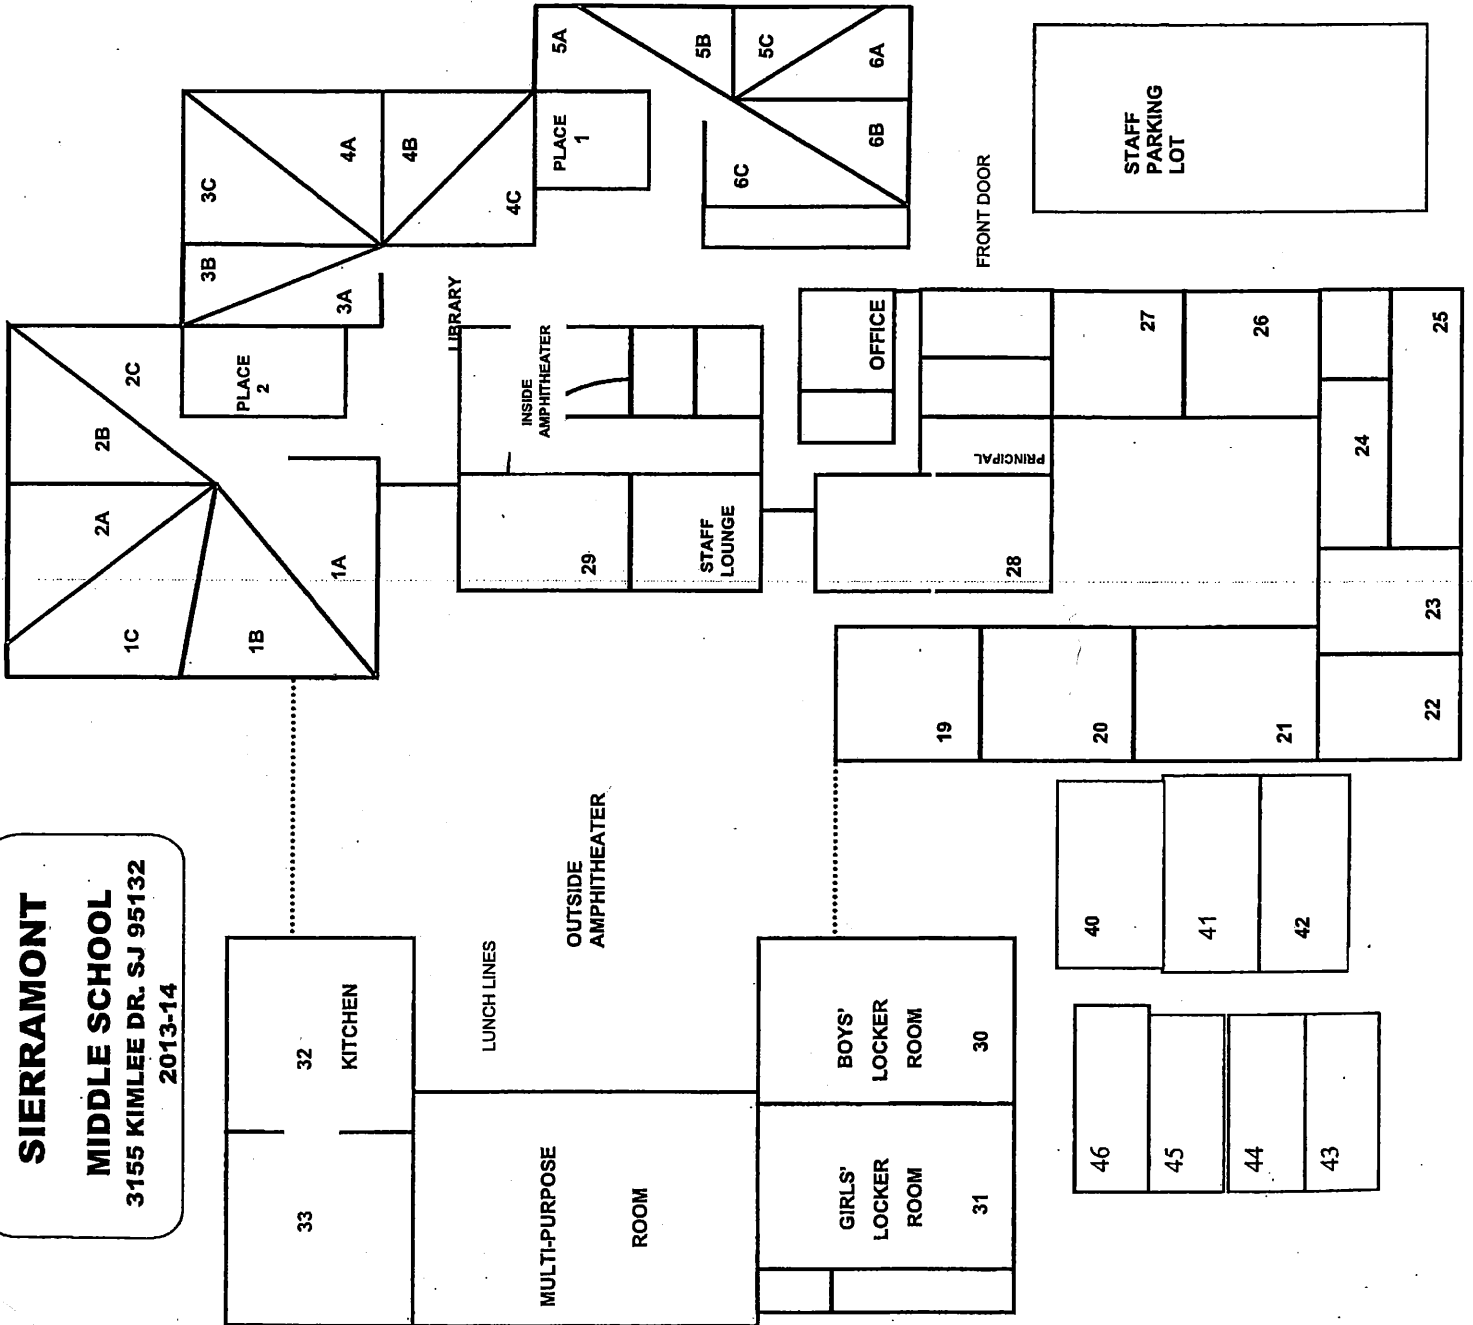 SIERRAMONT
MIDDLE SCHOOL
3155 KIMLEE DR. SJ 95132
2013-14
33
32
KITCHEN
MULTI-PURPOSE
ROOM
LUNCH LINES
OUTSIDE
AMPHITHEATER
GIRLS'
LOCKER
ROOM
31
BOYS'
LOCKER
ROOM
30
46
45
44
43
40
41
42
1C
1B
1A
2A
2B
2C
PLACE
2
3A
3B
3C
4A
4B
4C
PLACE
1
5A
5B
5C
6A
6B
6C
LIBRARY
INSIDE
AMPHITHEATER
29
STAFF
LOUNGE
OFFICE
PRINCIPAL
28
FRONT DOOR
STAFF
PARKING
LOT
19
20
21
22
23
24
25
26
27